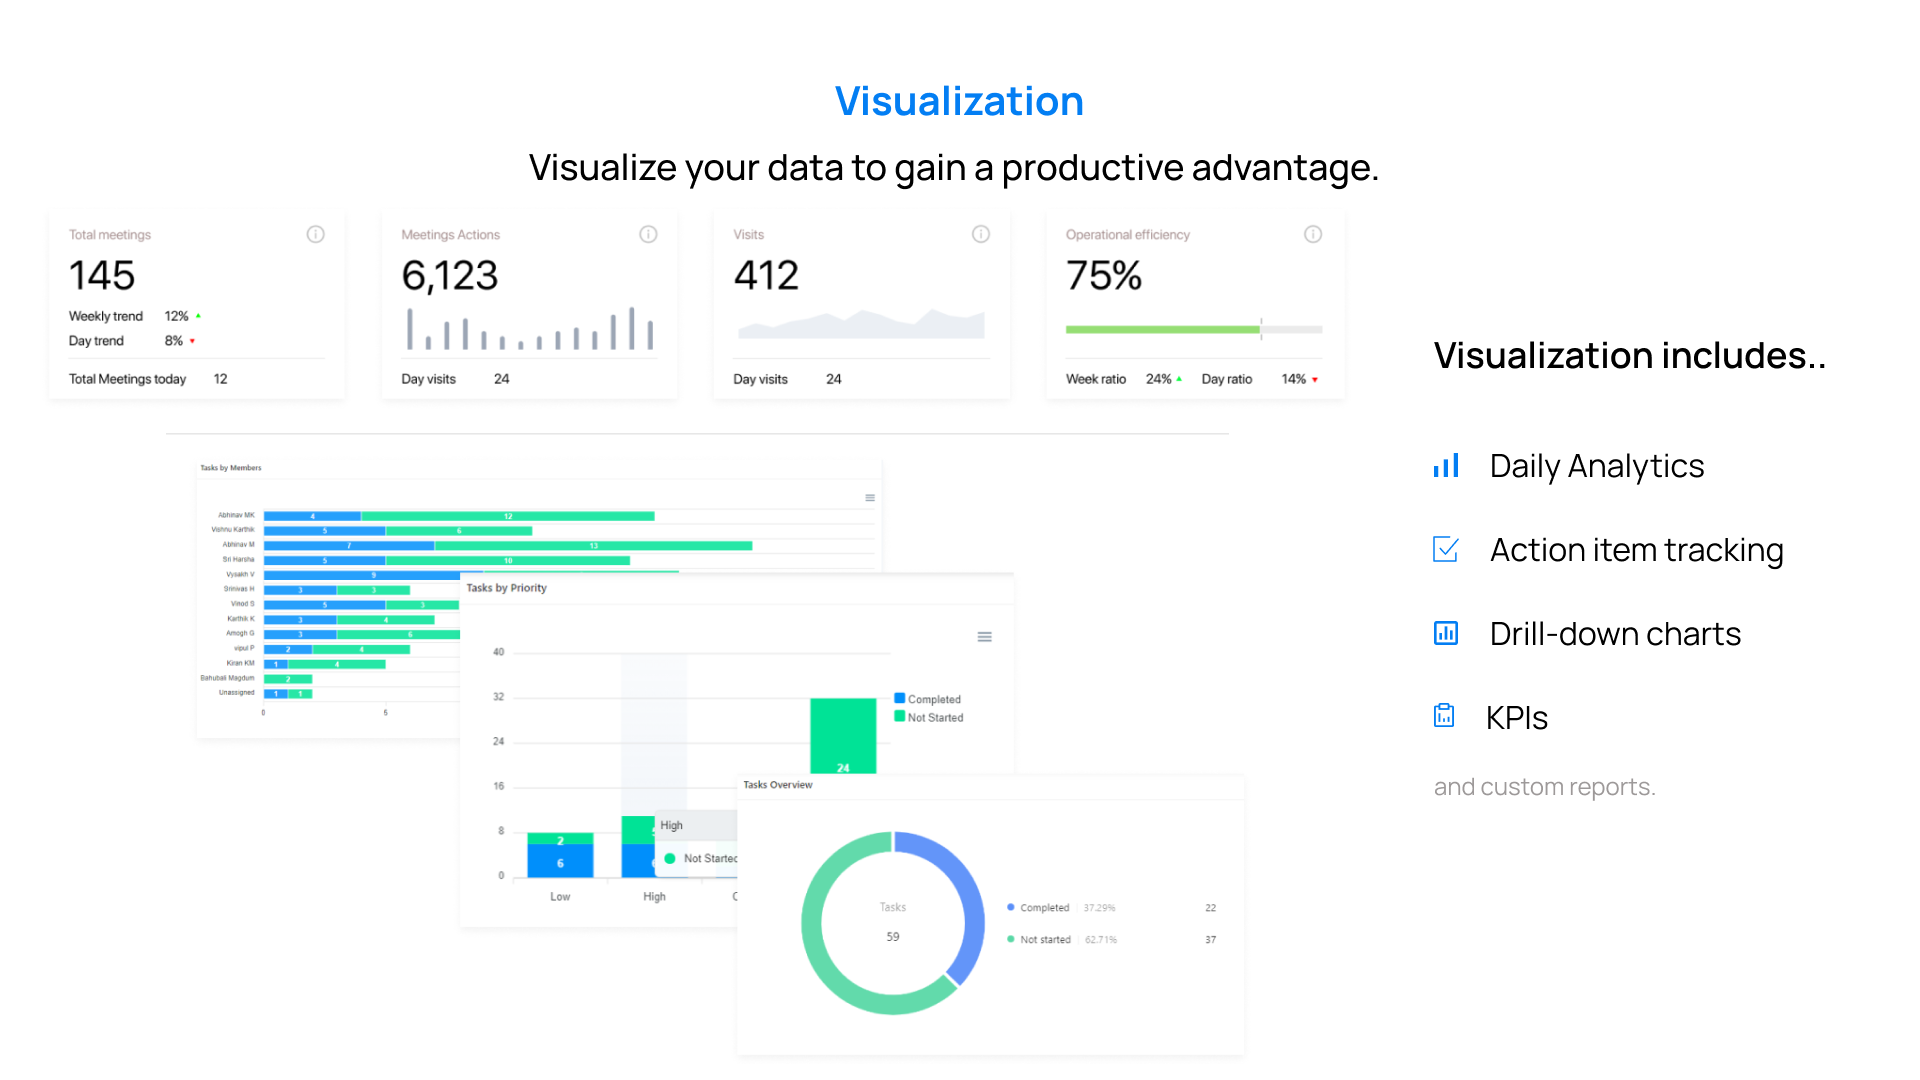 Visualization
Visualize your data to gain a productive advantage.
Total meetings
145
Weekly trend 12%
Day trend 8%
Total Meetings today 12
Meetings Actions
6,123
Day visits 24
Visits
412
Day visits 24
Operational efficiency
75%
Week ratio 24% Day ratio 14%
Visualization includes..
Daily Analytics
Action item tracking
Drill-down charts
KPIs
and custom reports.
Tasks by Members
Abhinav MK 4 12
Vishnu Karthik 5 6
Abhinav M 7 13
Sri Harsha 5 10
Vysakh V 9
Srinivas H 3 3
Vinod S 5 3
Karthik K 3 4
Amogh G 3 6
vipul P 2 4
Kiran KM 1 4
Bahubali Magdum 2
Unassigned 1 1
0 5
Tasks by Priority
40
32
24
16
8
0
Completed
Not Started
24
2
6
High
Not Started
Low High
Tasks Overview
Tasks
59
Completed 37.29% 22
Not started 62.71% 37